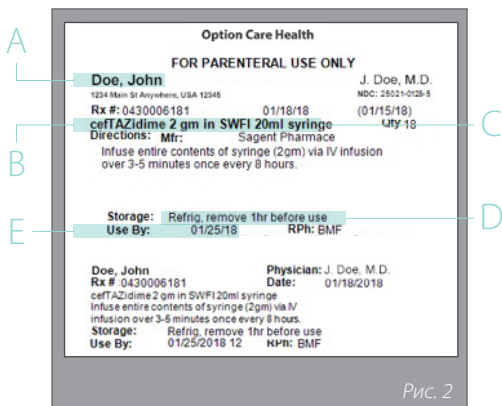 Option Care Health
FOR PARENTERAL USE ONLY
A
Doe, John J. Doe, M.D.
1234 Main St Anywhere, USA 12345 NDC: 25021-0128-5
Rx #: 0430006181 01/18/18 (01/15/18)
B cefTAZidime 2 gm in SWFI 20ml syringe Qty 18 C
Directions: Mfr: Sagent Pharmace
Infuse entire contents of syringe (2gm) via IV infusion
over 3-5 minutes once every 8 hours.
Storage: Refrig, remove 1hr before use D
E Use By: 01/25/18 RPh: BMF
Doe, John Physician: J. Doe, M.D.
Rx # :0430006181 Date: 01/18/2018
cefTAZidime 2 gm in SWFI 20ml syringe
Infuse entire contents of syringe (2gm) via IV
infusion over 3-5 minutes once every 8 hours.
Storage: Refrig, remove 1hr before use
Use By: 01/25/2018 12 RPh: BMF
Рис. 2